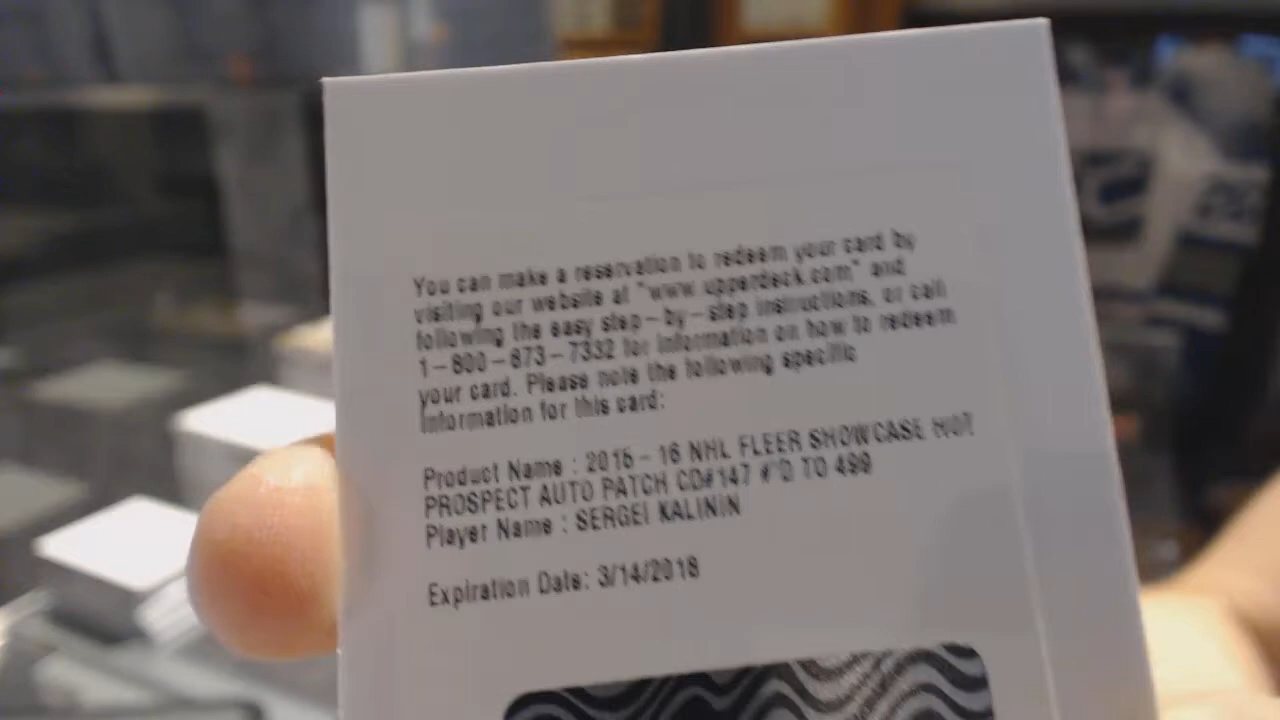 You can make a reservation to redeem your card by
visiting our website at "www.upperdeck.com" and
following the easy step-by-step instructions, or call
1-800-873-7332 for information on how to redeem
your card. Please note the following specific
information for this card:
Product Name : 2015-16 NHL FLEER SHOWCASE HOT
PROSPECT AUTO PATCH CD#147 #'D TO 499
Player Name : SERGEI KALININ
Expiration Date: 3/14/2018